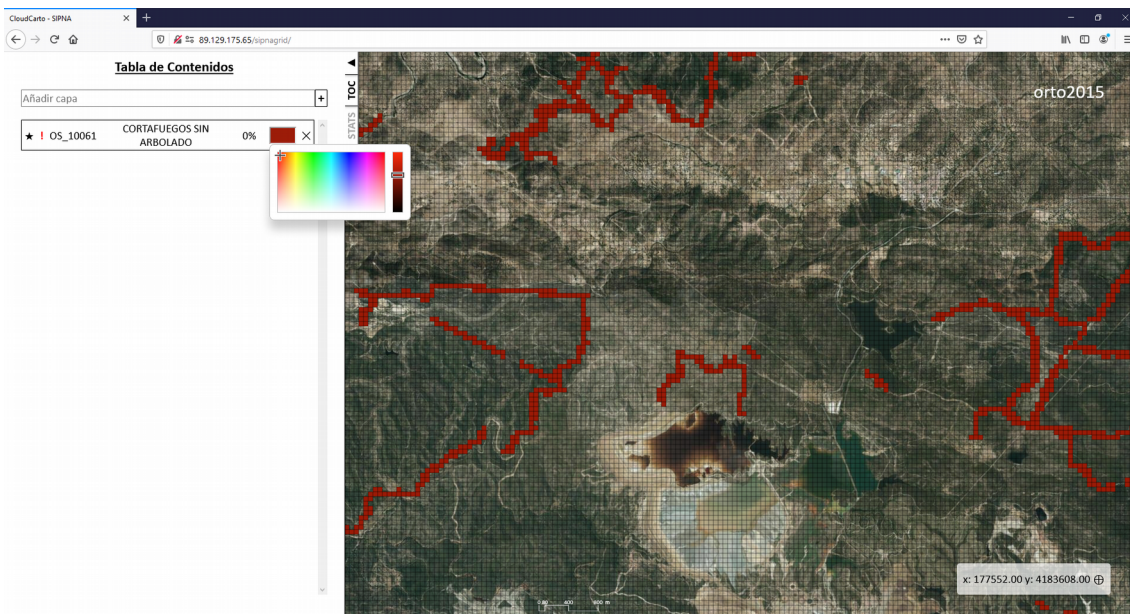 CloudCarto - SIPNA
89.129.175.65/sipnagrid/
Tabla de Contenidos
TOC
STATS
Añadir capa
+
★ ! OS_10061 CORTAFUEGOS SIN 0% ×
ARBOLADO
orto2015
x: 177552.00 y: 4183608.00
400 m